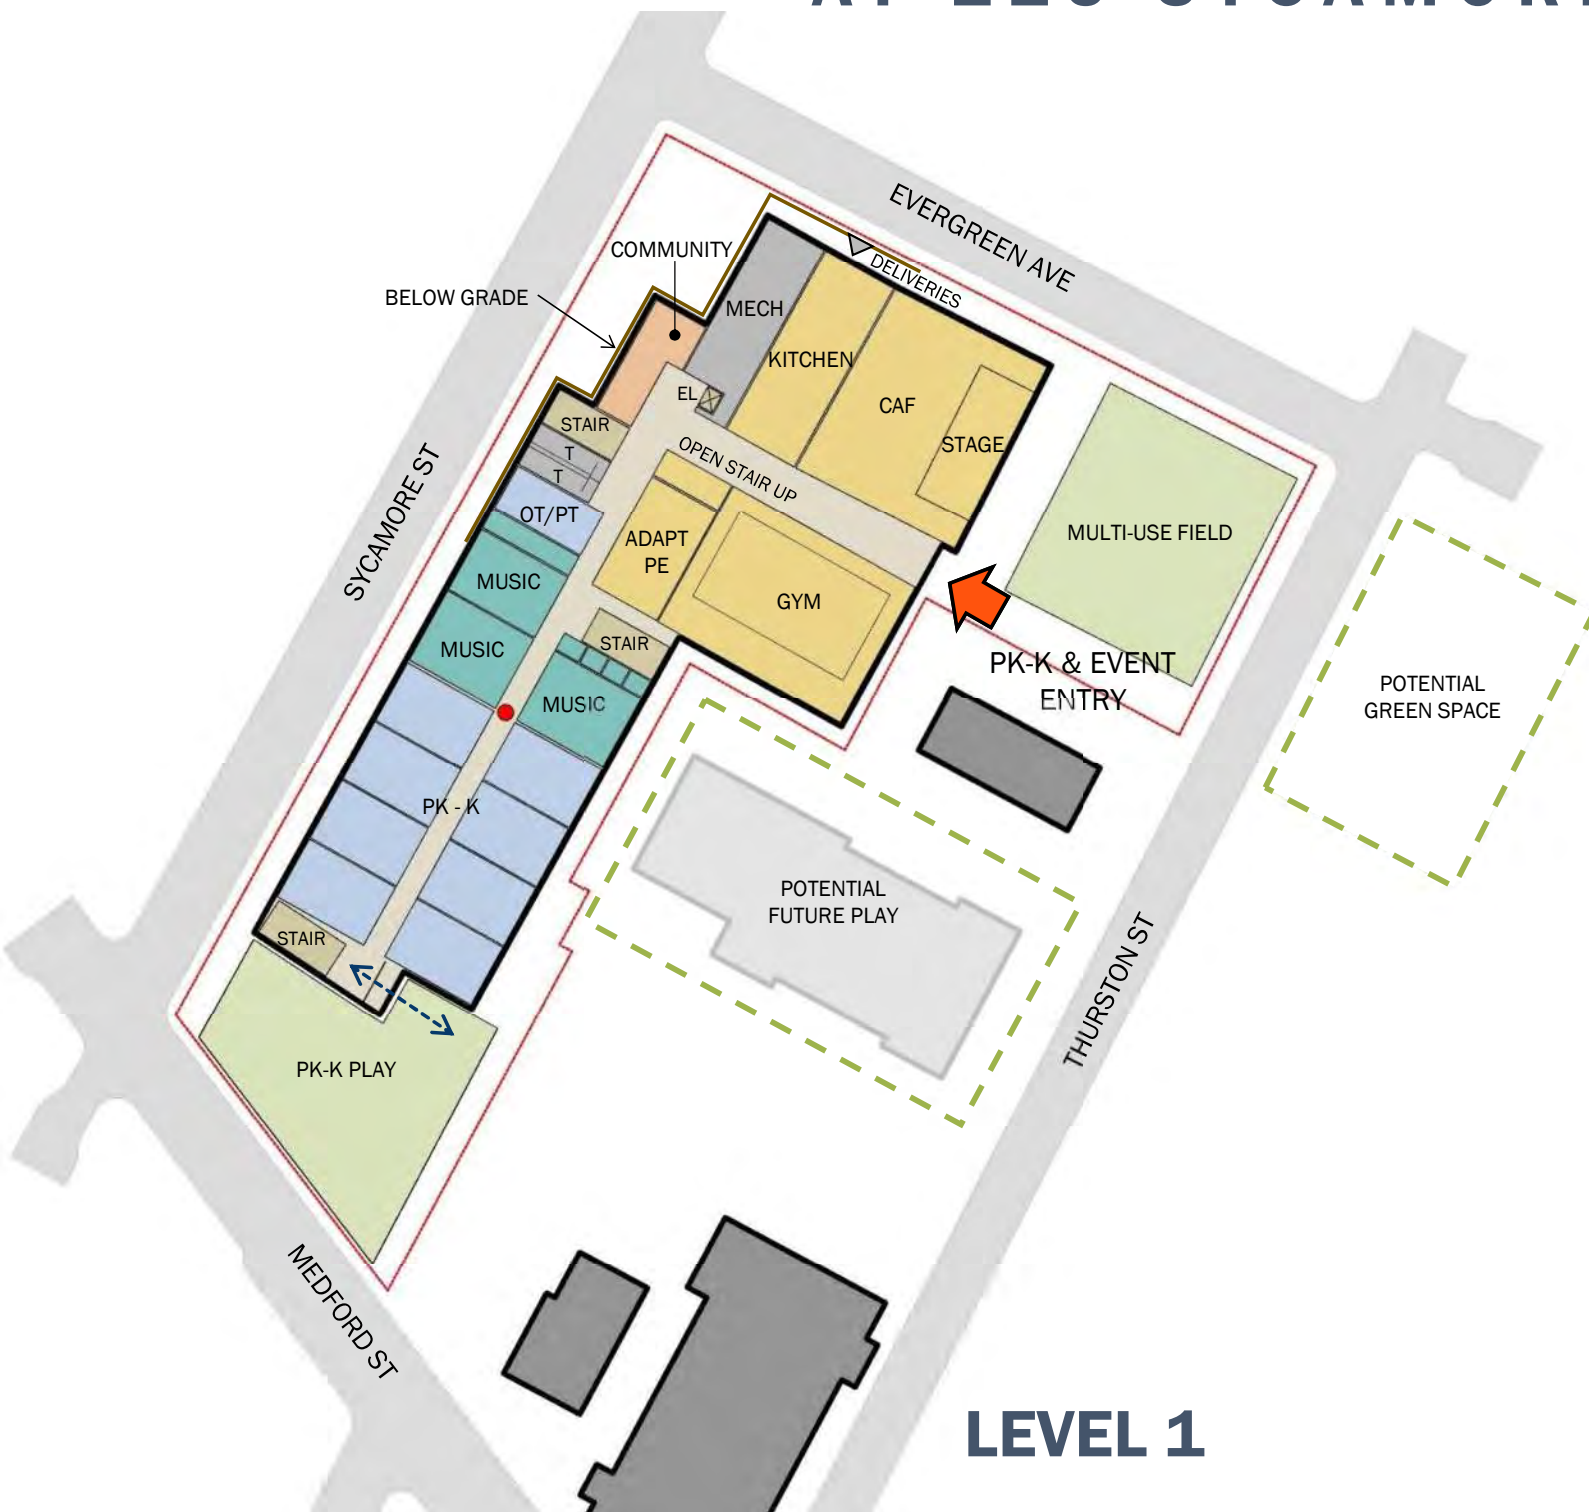 EVERGREEN AVE
COMMUNITY
DELIVERIES
BELOW GRADE
MECH
KITCHEN
EL
CAF
STAIR
T
T
OPEN STAIR UP
STAGE
SYCAMORE ST
OT/PT
MULTI-USE FIELD
ADAPT
PE
MUSIC
GYM
MUSIC
STAIR
PK-K & EVENT
ENTRY
MUSIC
POTENTIAL
GREEN SPACE
PK - K
POTENTIAL
FUTURE PLAY
STAIR
THURSTON ST
PK-K PLAY
MEDFORD ST
LEVEL 1